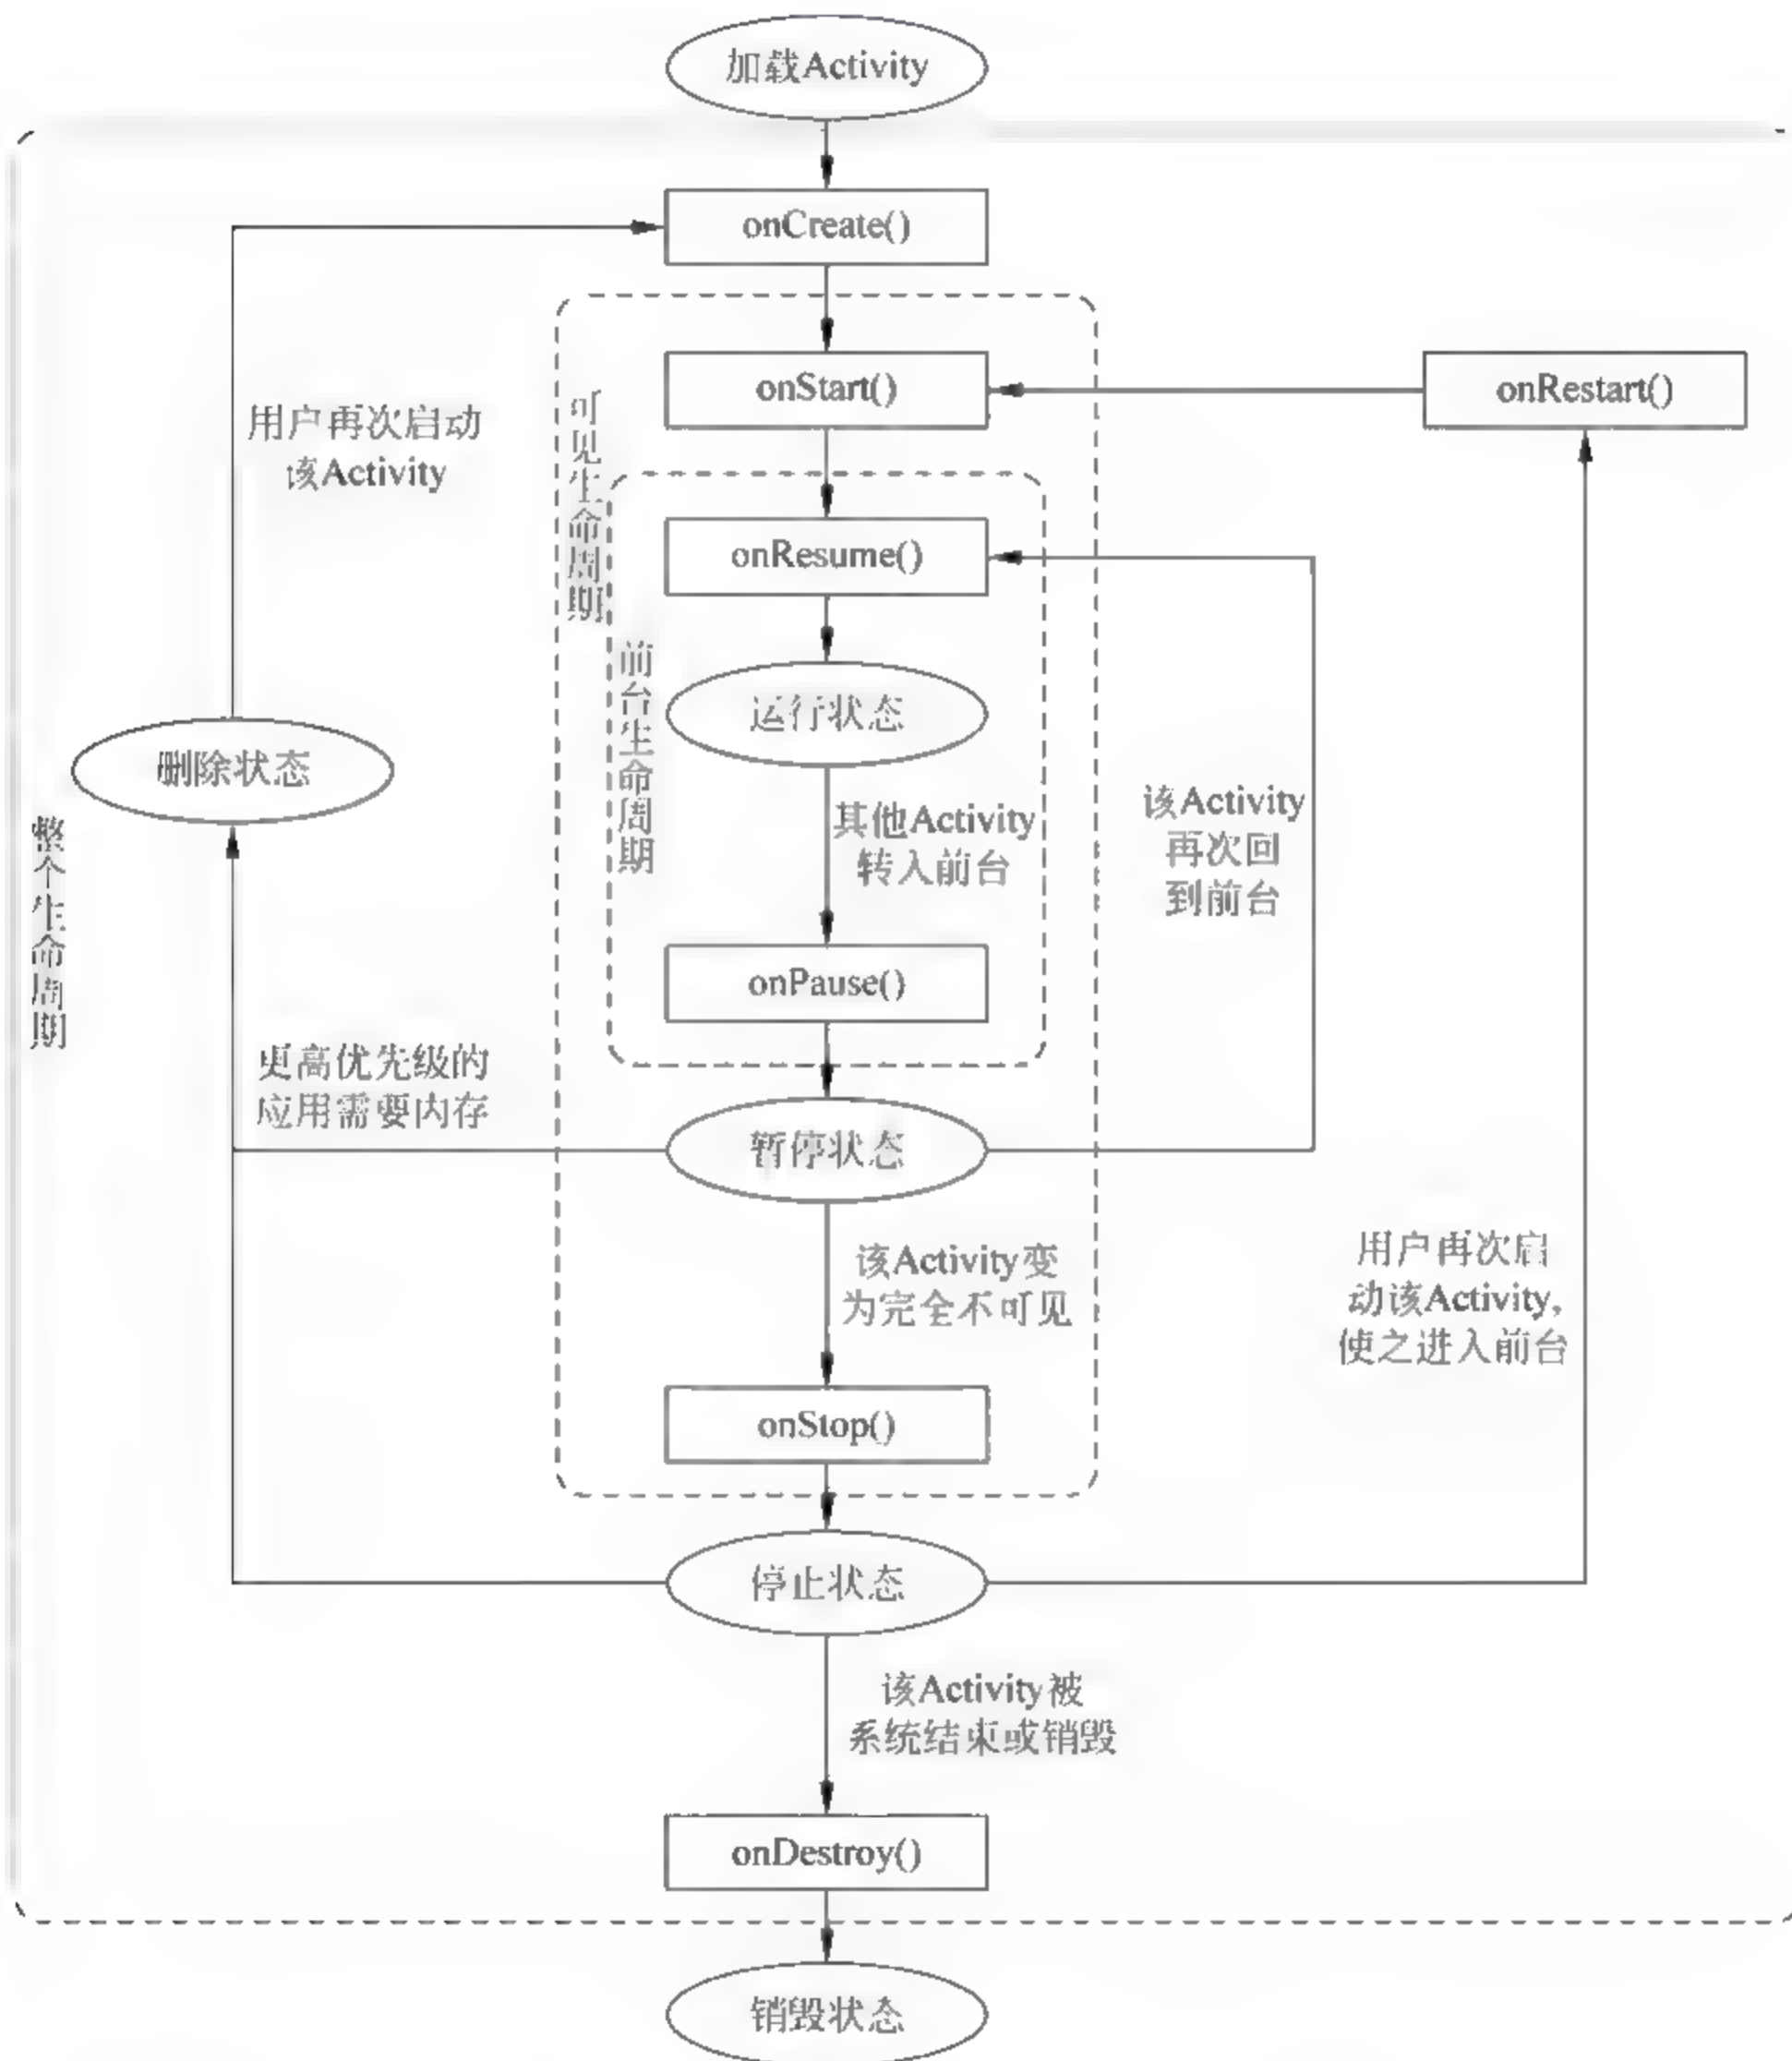 加载Activity
onCreate()
onStart()
onRestart()
用户再次启动
该Activity
可见生命周期
onResume()
前台生命周期
运行状态
删除状态
其他Activity
转入前台
该Activity
再次回
到前台
整个生命周期
onPause()
更高优先级的
应用需要内存
暂停状态
该Activity变
为完全不可见
用户再次启
动该Activity,
使之进入前台
onStop()
停止状态
该Activity被
系统结束或销毁
onDestroy()
销毁状态